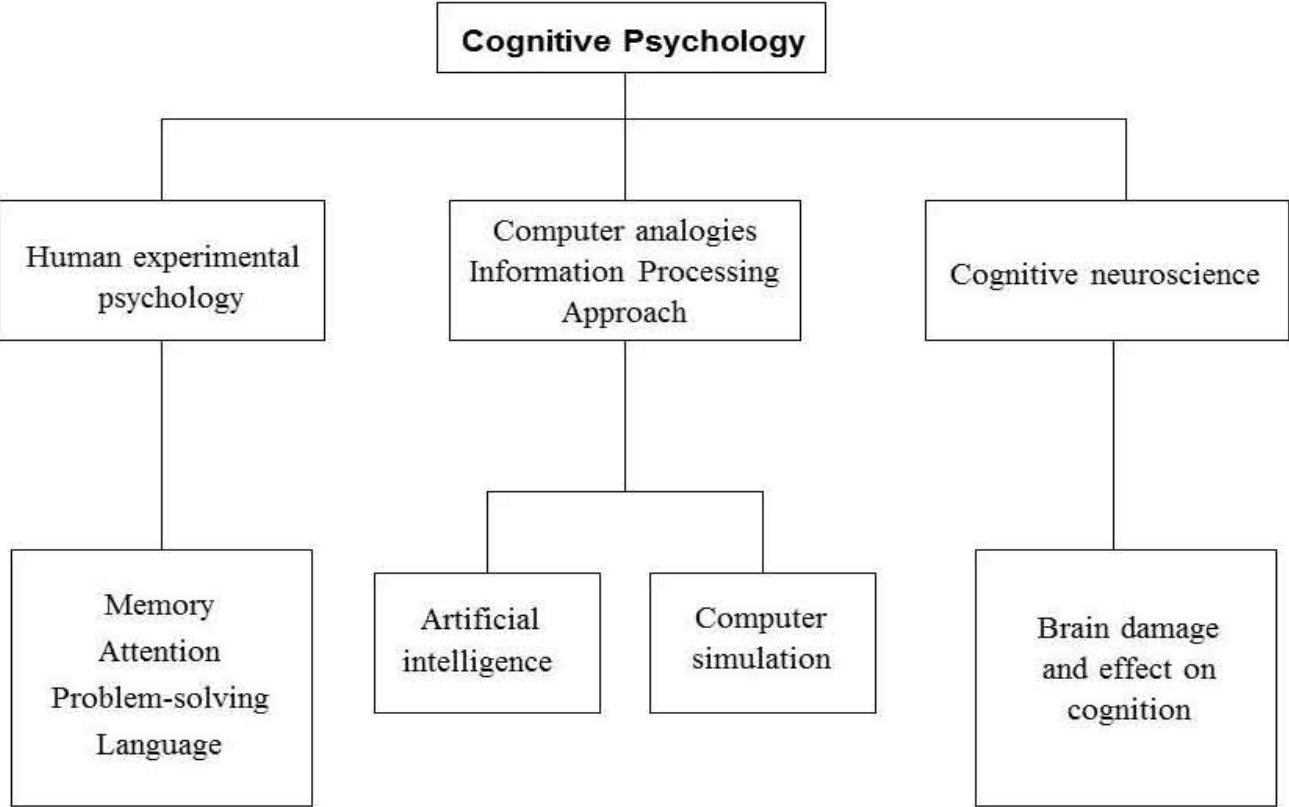 Cognitive Psychology
Human experimental
psychology
Computer analogies
Information Processing
Approach
Cognitive neuroscience
Memory
Attention
Problem-solving
Language
Artificial
intelligence
Computer
simulation
Brain damage
and effect on
cognition